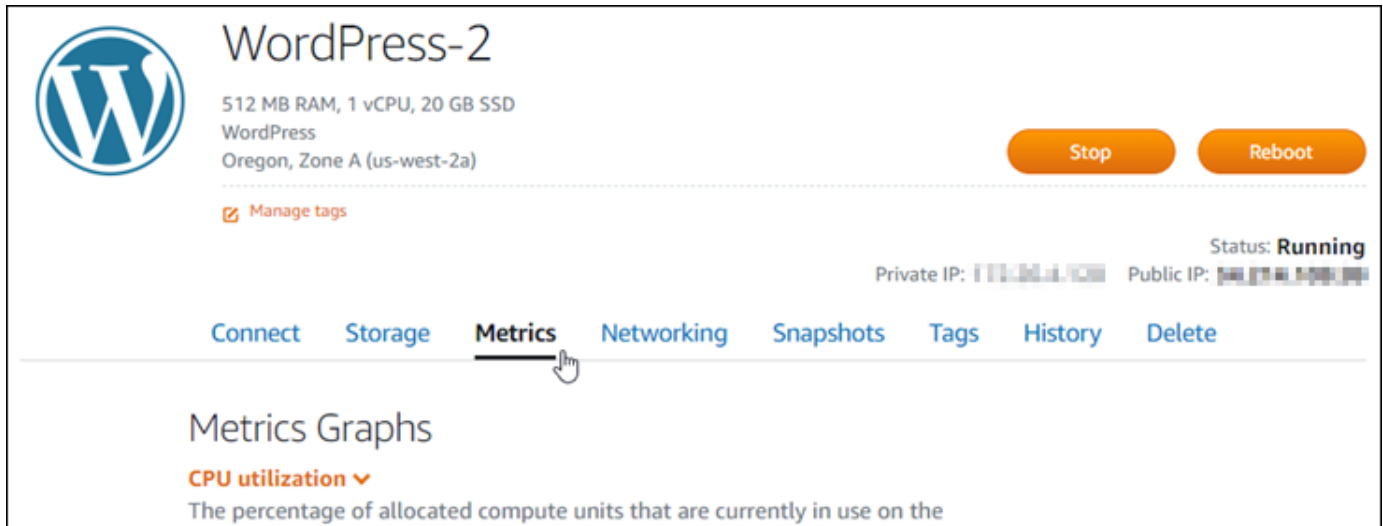 WordPress-2
512 MB RAM, 1 vCPU, 20 GB SSD
WordPress
Oregon, Zone A (us-west-2a)
Stop Reboot
Manage tags
Status: Running
Private IP: Public IP:
Connect Storage Metrics Networking Snapshots Tags History Delete
Metrics Graphs
CPU utilization
The percentage of allocated compute units that are currently in use on the